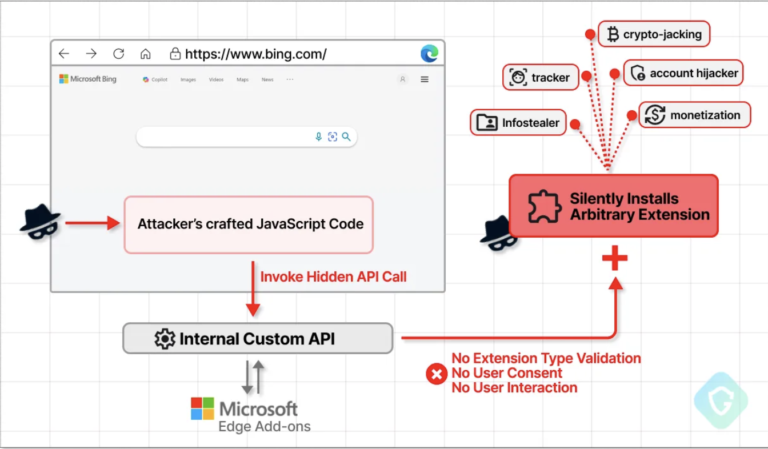 https://www.bing.com/
Microsoft Bing
Copilot Images Videos Maps News ...
Attacker's crafted JavaScript Code
Invoke Hidden API Call
Internal Custom API
Microsoft
Edge Add-ons
No Extension Type Validation
No User Consent
No User Interaction
crypto-jacking
tracker
account hijacker
Infostealer
monetization
Silently Installs
Arbitrary Extension